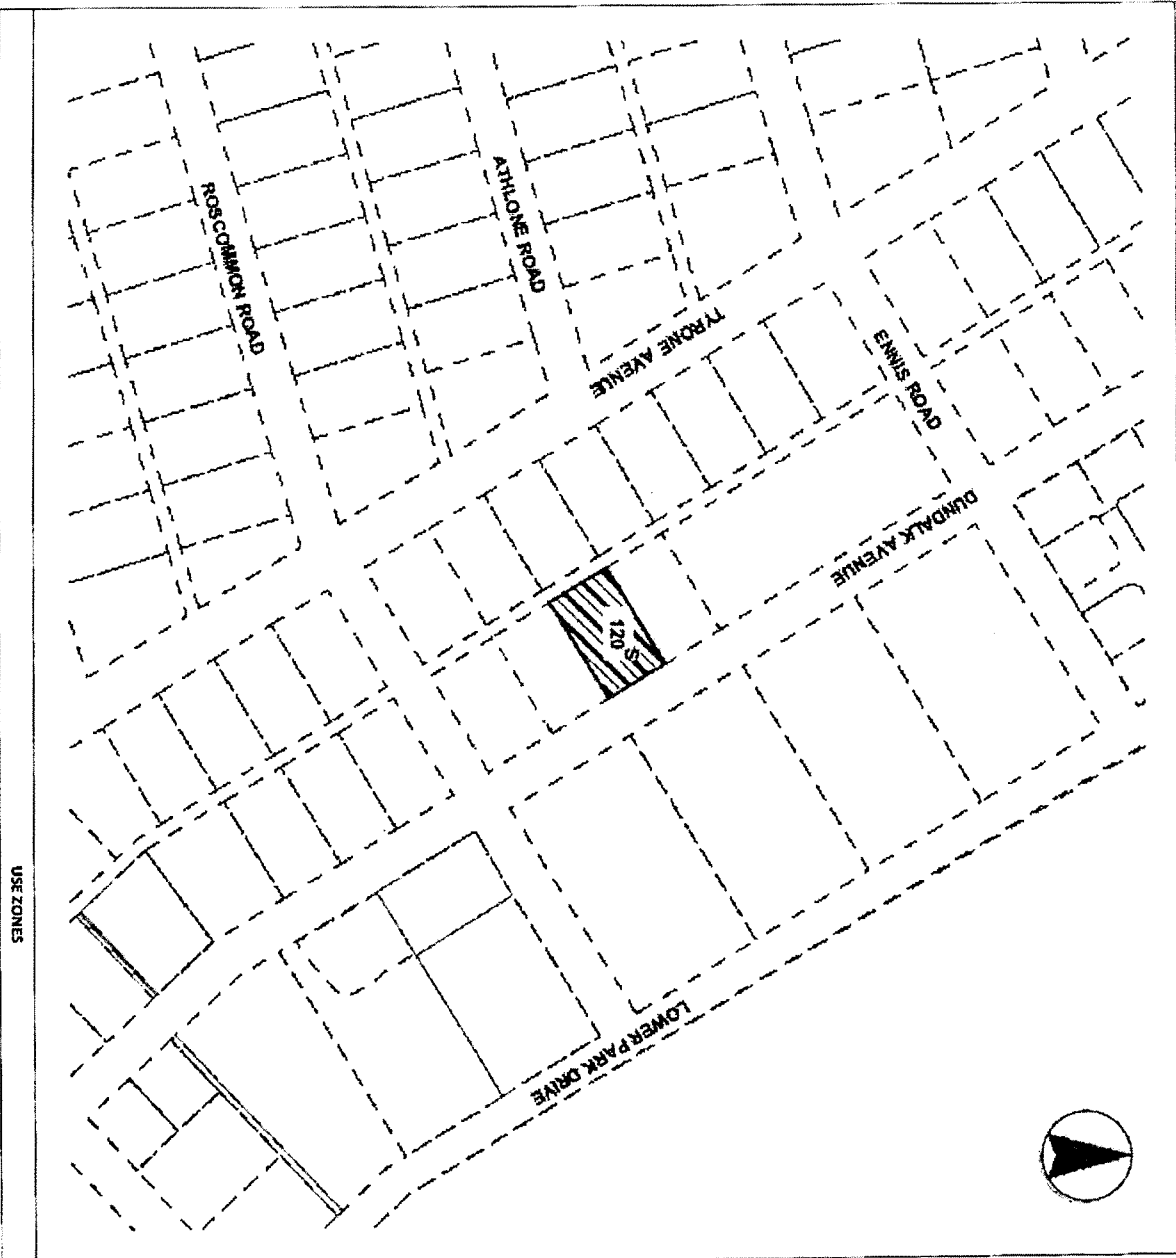 ROSCOMMON ROAD
ATHLONE ROAD
TYRONE AVENUE
ENNIS ROAD
DUNDALK AVENUE
120 S
LOWER PARK DRIVE
USE ZONES